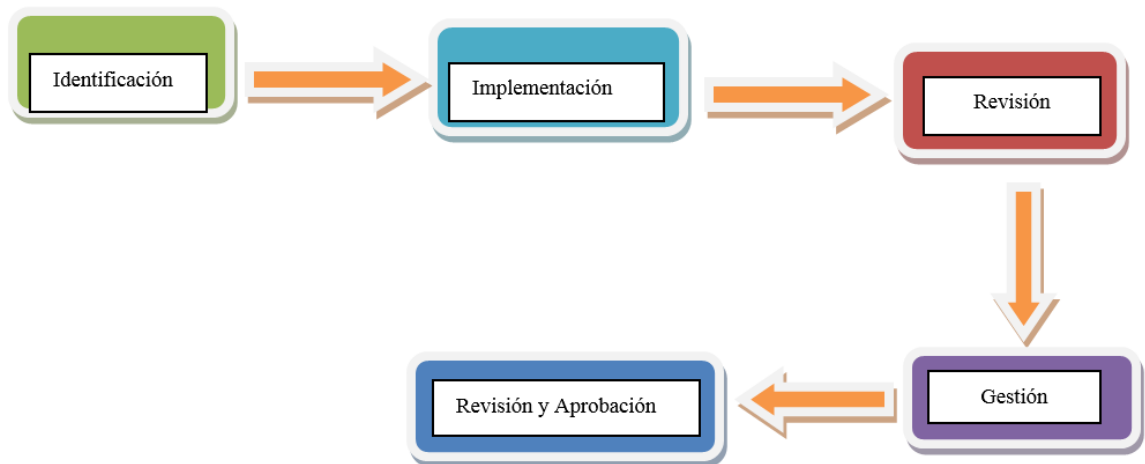 Identificación
Implementación
Revisión
Gestión
Revisión y Aprobación